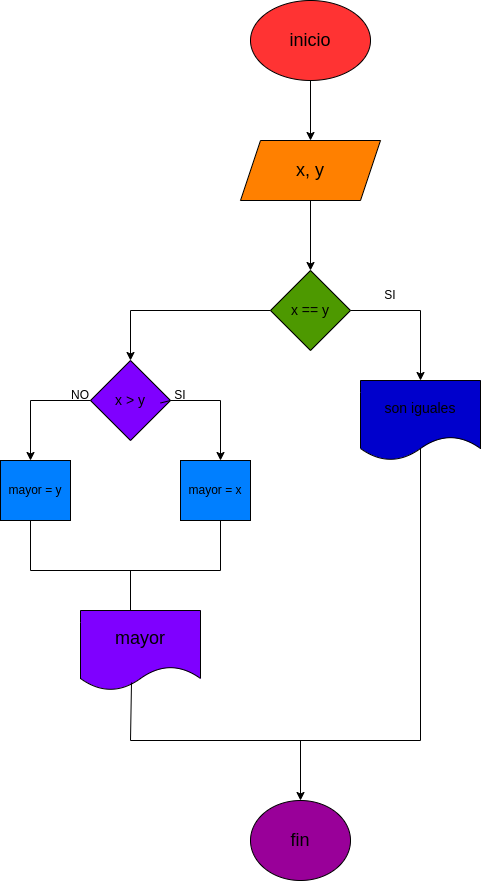 inicio
x, y
x == y
SI
x > y
NO
SI
son iguales
mayor = y
mayor = x
mayor
fin